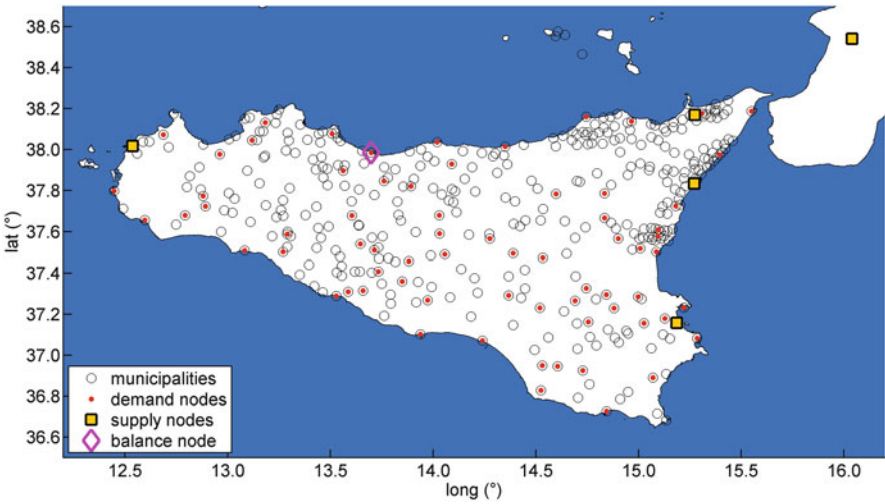 38.6
38.4
38.2
38.0
37.8
37.6
37.4
37.2
37.0
36.8
36.6
lat (°)
municipalities
demand nodes
supply nodes
balance node
12.5 13.0 13.5 14.0 14.5 15.0 15.5 16.0
long (°)